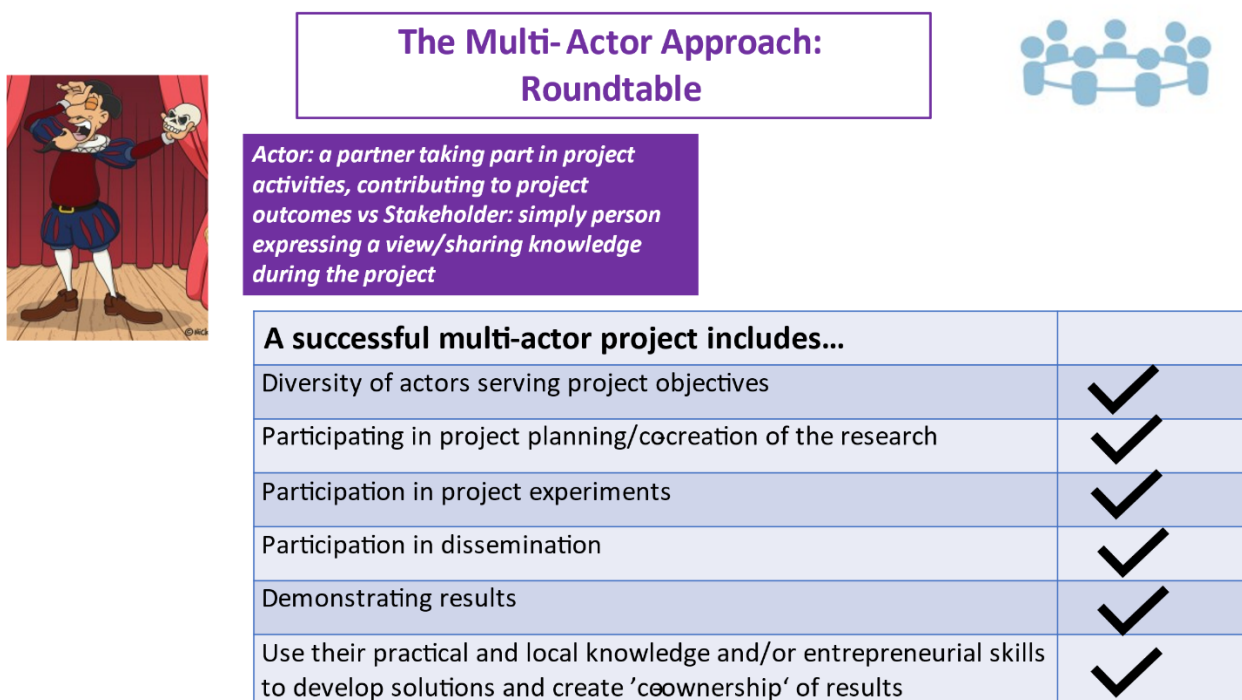 The Multi-Actor Approach:
Roundtable
Actor: a partner taking part in project
activities, contributing to project
outcomes vs Stakeholder: simply person
expressing a view/sharing knowledge
during the project
A successful multi-actor project includes…
Diversity of actors serving project objectives
Participating in project planning/co-creation of the research
Participation in project experiments
Participation in dissemination
Demonstrating results
Use their practical and local knowledge and/or entrepreneurial skills
to develop solutions and create ’co-ownership‘ of results